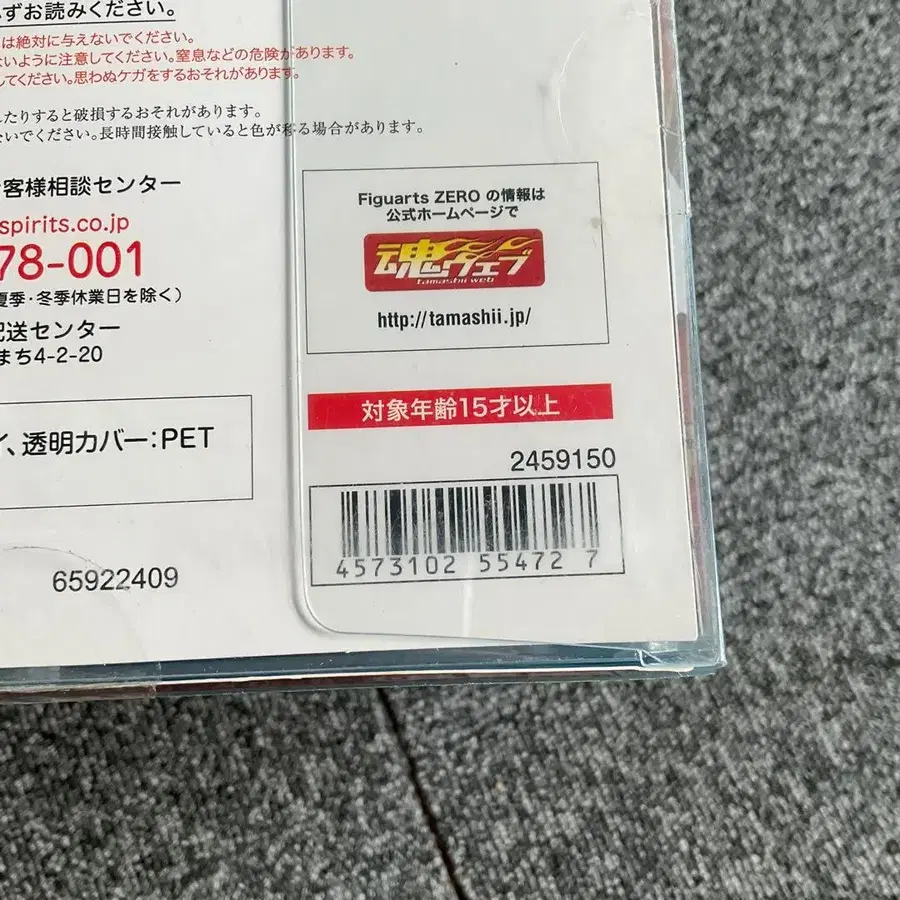 ずお読みください。
は絶対に与えないでください。
ないように注意してください。窒息などの危険があります。
してください。思わぬケガをするおそれがあります。
たりすると破損するおそれがあります。
ないでください。長時間接触していると色が移る場合があります。
客様相談センター
spirits.co.jp
78-001
夏季・冬季休業日を除く）
配送センター
まち4-2-20
イ、透明カバー：PET
65922409
Figuarts ZERO の情報は
公式ホームページで
魂ウェブ
tamashii web
http://tamashii.jp/
対象年齢15才以上
2459150
4573102 55472 7